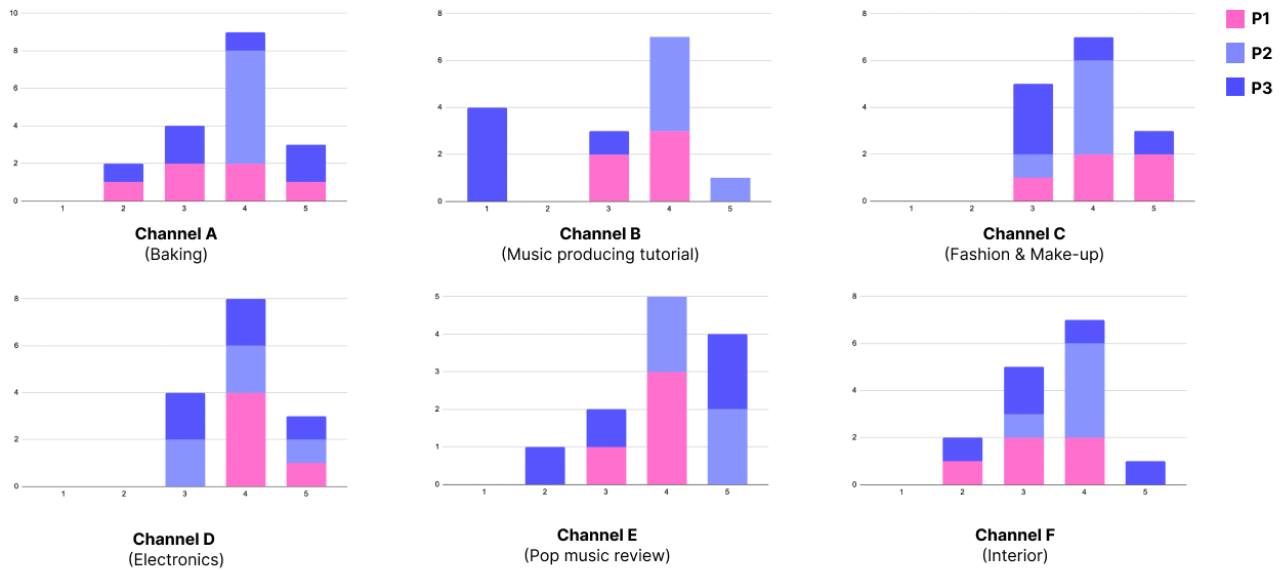 10
8
6
4
2
0
1 2 3 4 5
Channel A
(Baking)
8
6
4
2
0
1 2 3 4 5
Channel B
(Music producing tutorial)
8
6
4
2
0
1 2 3 4 5
Channel C
(Fashion & Make-up)
P1
P2
P3
8
6
4
2
0
1 2 3 4 5
Channel D
(Electronics)
5
4
3
2
1
0
1 2 3 4 5
Channel E
(Pop music review)
8
6
4
2
0
1 2 3 4 5
Channel F
(Interior)